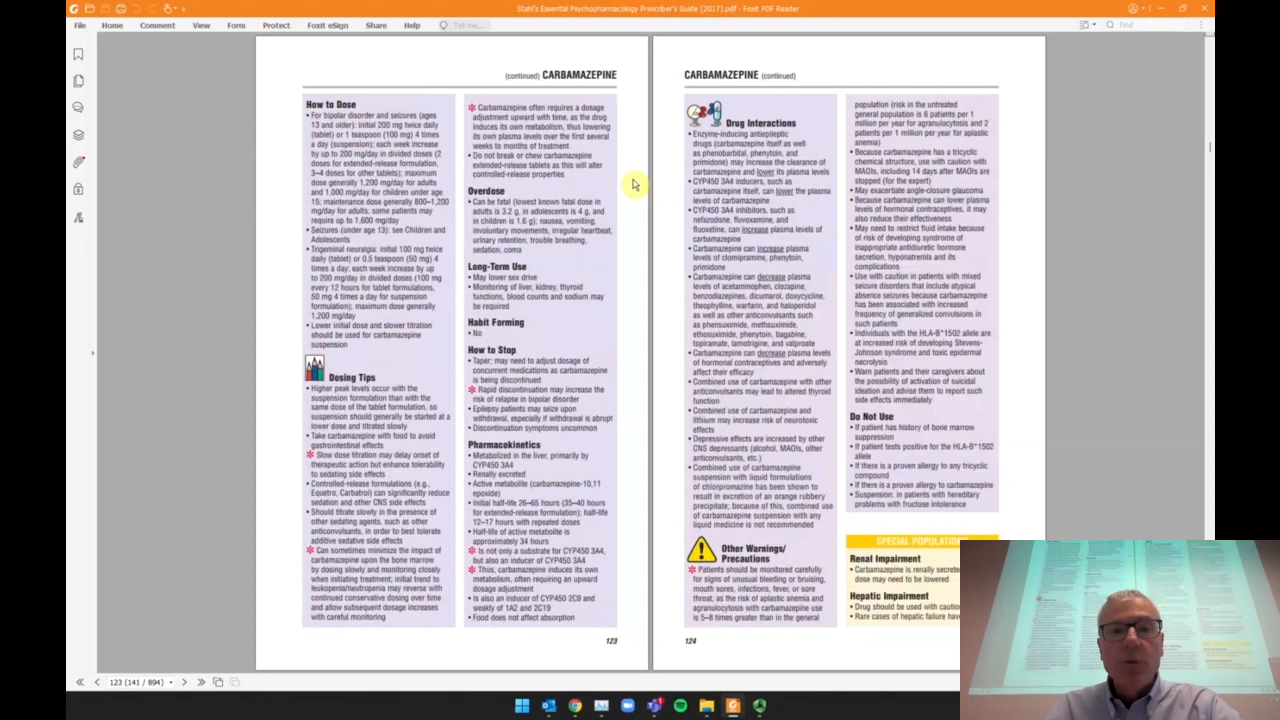 Stahl's Essential Psychopharmacology Prescriber's Guide (2017).pdf - Foxit PDF Reader
File Home Comment View Form Protect Foxit eSign Share Help Tell me... Find
(continued) CARBAMAZEPINE
How to Dose
• For bipolar disorder and seizures (ages
13 and older): initial 200 mg twice daily
(tablet) or 1 teaspoon (100 mg) 4 times
a day (suspension); each week increase
by up to 200 mg/day in divided doses (2
doses for extended-release formulation,
3–4 doses for other tablets); maximum
dose generally 1,200 mg/day for adults
and 1,000 mg/day for children under age
15; maintenance dose generally 800–1,200
mg/day for adults; some patients may
require up to 1,600 mg/day
• Seizures (under age 13): see Children and
Adolescents
• Trigeminal neuralgia: initial 100 mg twice
daily (tablet) or 0.5 teaspoon (50 mg) 4
times a day; each week increase by up
to 200 mg/day in divided doses (100 mg
every 12 hours for tablet formulations,
50 mg 4 times a day for suspension
formulation); maximum dose generally
1,200 mg/day
• Lower initial dose and slower titration
should be used for carbamazepine
suspension
Dosing Tips
• Higher peak levels occur with the
suspension formulation than with the
same dose of the tablet formulation, so
suspension should generally be started at a
lower dose and titrated slowly
• Take carbamazepine with food to avoid
gastrointestinal effects
✻ Slow dose titration may delay onset of
therapeutic action but enhance tolerability
to sedating side effects
• Controlled-release formulations (e.g.,
Equetro, Carbatrol) can significantly reduce
sedation and other CNS side effects
• Should titrate slowly in the presence of
other sedating agents, such as other
anticonvulsants, in order to best tolerate
additive sedative side effects
✻ Can sometimes minimize the impact of
carbamazepine upon the bone marrow
by dosing slowly and monitoring closely
when initiating treatment; initial trend to
leukopenia/neutropenia may reverse with
continued conservative dosing over time
and allow subsequent dosage increases
with careful monitoring
✻ Carbamazepine often requires a dosage
adjustment upward with time, as the drug
induces its own metabolism, thus lowering
its own plasma levels over the first several
weeks to months of treatment
• Do not break or chew carbamazepine
extended-release tablets as this will alter
controlled-release properties
Overdose
• Can be fatal (lowest known fatal dose in
adults is 3.2 g, in adolescents is 4 g, and
in children is 1.6 g); nausea, vomiting,
involuntary movements, irregular heartbeat,
urinary retention, trouble breathing,
sedation, coma
Long-Term Use
• May lower sex drive
• Monitoring of liver, kidney, thyroid
functions, blood counts and sodium may
be required
Habit Forming
• No
How to Stop
• Taper; may need to adjust dosage of
concurrent medications as carbamazepine
is being discontinued
✻ Rapid discontinuation may increase the
risk of relapse in bipolar disorder
• Epilepsy patients may seize upon
withdrawal, especially if withdrawal is abrupt
• Discontinuation symptoms uncommon
Pharmacokinetics
• Metabolized in the liver, primarily by
CYP450 3A4
• Renally excreted
• Active metabolite (carbamazepine-10,11
epoxide)
• Initial half-life 26–65 hours (35–40 hours
for extended-release formulation); half-life
12–17 hours with repeated doses
• Half-life of active metabolite is
approximately 34 hours
✻ Is not only a substrate for CYP450 3A4,
but also an inducer of CYP450 3A4
✻ Thus, carbamazepine induces its own
metabolism, often requiring an upward
dosage adjustment
• Is also an inducer of CYP450 2C9 and
weakly of 1A2 and 2C19
• Food does not affect absorption
123
CARBAMAZEPINE (continued)
Drug Interactions
• Enzyme-inducing antiepileptic
drugs (carbamazepine itself as well
as phenobarbital, phenytoin, and
primidone) may increase the clearance of
carbamazepine and lower its plasma levels
• CYP450 3A4 inducers, such as
carbamazepine itself, can lower the plasma
levels of carbamazepine
• CYP450 3A4 inhibitors, such as
nefazodone, fluvoxamine, and
fluoxetine, can increase plasma levels of
carbamazepine
• Carbamazepine can increase plasma
levels of clomipramine, phenytoin,
primidone
• Carbamazepine can decrease plasma
levels of acetaminophen, clozapine,
benzodiazepines, dicumarol, doxycycline,
theophylline, warfarin, and haloperidol
as well as other anticonvulsants such
as phensuximide, methsuximide,
ethosuximide, phenytoin, tiagabine,
topiramate, lamotrigine, and valproate
• Carbamazepine can decrease plasma levels
of hormonal contraceptives and adversely
affect their efficacy
• Combined use of carbamazepine with other
anticonvulsants may lead to altered thyroid
function
• Combined use of carbamazepine and
lithium may increase risk of neurotoxic
effects
• Depressive effects are increased by other
CNS depressants (alcohol, MAOIs, other
anticonvulsants, etc.)
• Combined use of carbamazepine
suspension with liquid formulations
of chlorpromazine has been shown to
result in excretion of an orange rubbery
precipitate; because of this, combined use
of carbamazepine suspension with any
liquid medicine is not recommended
Other Warnings/
Precautions
✻ Patients should be monitored carefully
for signs of unusual bleeding or bruising,
mouth sores, infections, fever, or sore
throat, as the risk of aplastic anemia and
agranulocytosis with carbamazepine use
is 5–8 times greater than in the general
population (risk in the untreated
general population is 6 patients per 1
million per year for agranulocytosis and 2
patients per 1 million per year for aplastic
anemia)
• Because carbamazepine has a tricyclic
chemical structure, use with caution with
MAOIs, including 14 days after MAOIs are
stopped (for the expert)
• May exacerbate angle-closure glaucoma
• Because carbamazepine can lower plasma
levels of hormonal contraceptives, it may
also reduce their effectiveness
• May need to restrict fluid intake because
of risk of developing syndrome of
inappropriate antidiuretic hormone
secretion, hyponatremia and its
complications
• Use with caution in patients with mixed
seizure disorders that include atypical
absence seizures because carbamazepine
has been associated with increased
frequency of generalized convulsions in
such patients
• Individuals with the HLA-B*1502 allele are
at increased risk of developing Stevens-
Johnson syndrome and toxic epidermal
necrolysis
• Warn patients and their caregivers about
the possibility of activation of suicidal
ideation and advise them to report such
side effects immediately
Do Not Use
• If patient has history of bone marrow
suppression
• If patient tests positive for the HLA-B*1502
allele
• If there is a proven allergy to any tricyclic
compound
• If there is a proven allergy to carbamazepine
• Suspension: in patients with hereditary
problems with fructose intolerance
SPECIAL POPULATIO
Renal Impairment
• Carbamazepine is renally secrete
dose may need to be lowered
Hepatic Impairment
• Drug should be used with cautio
• Rare cases of hepatic failure hav
124
123 (141 / 894)